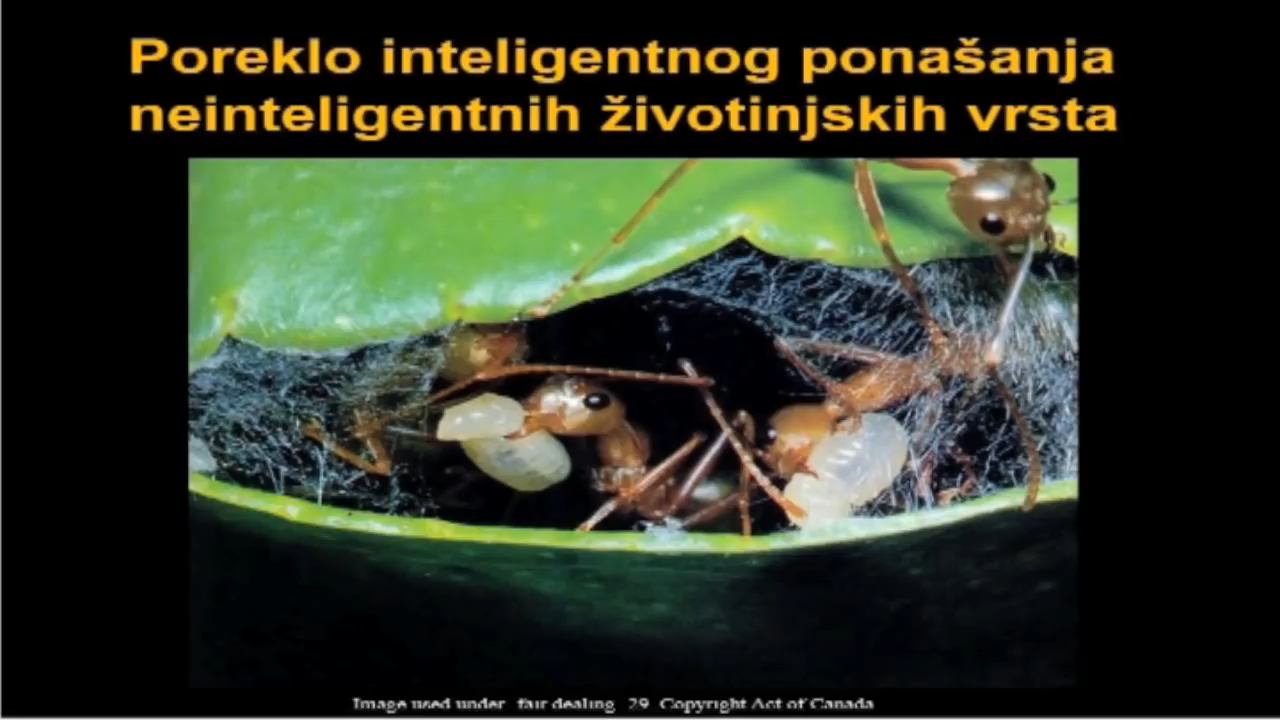 Poreklo inteligentnog ponašanja
neinteligentnih životinjskih vrsta
Image used under fair dealing 29 Copyright Act of Canada